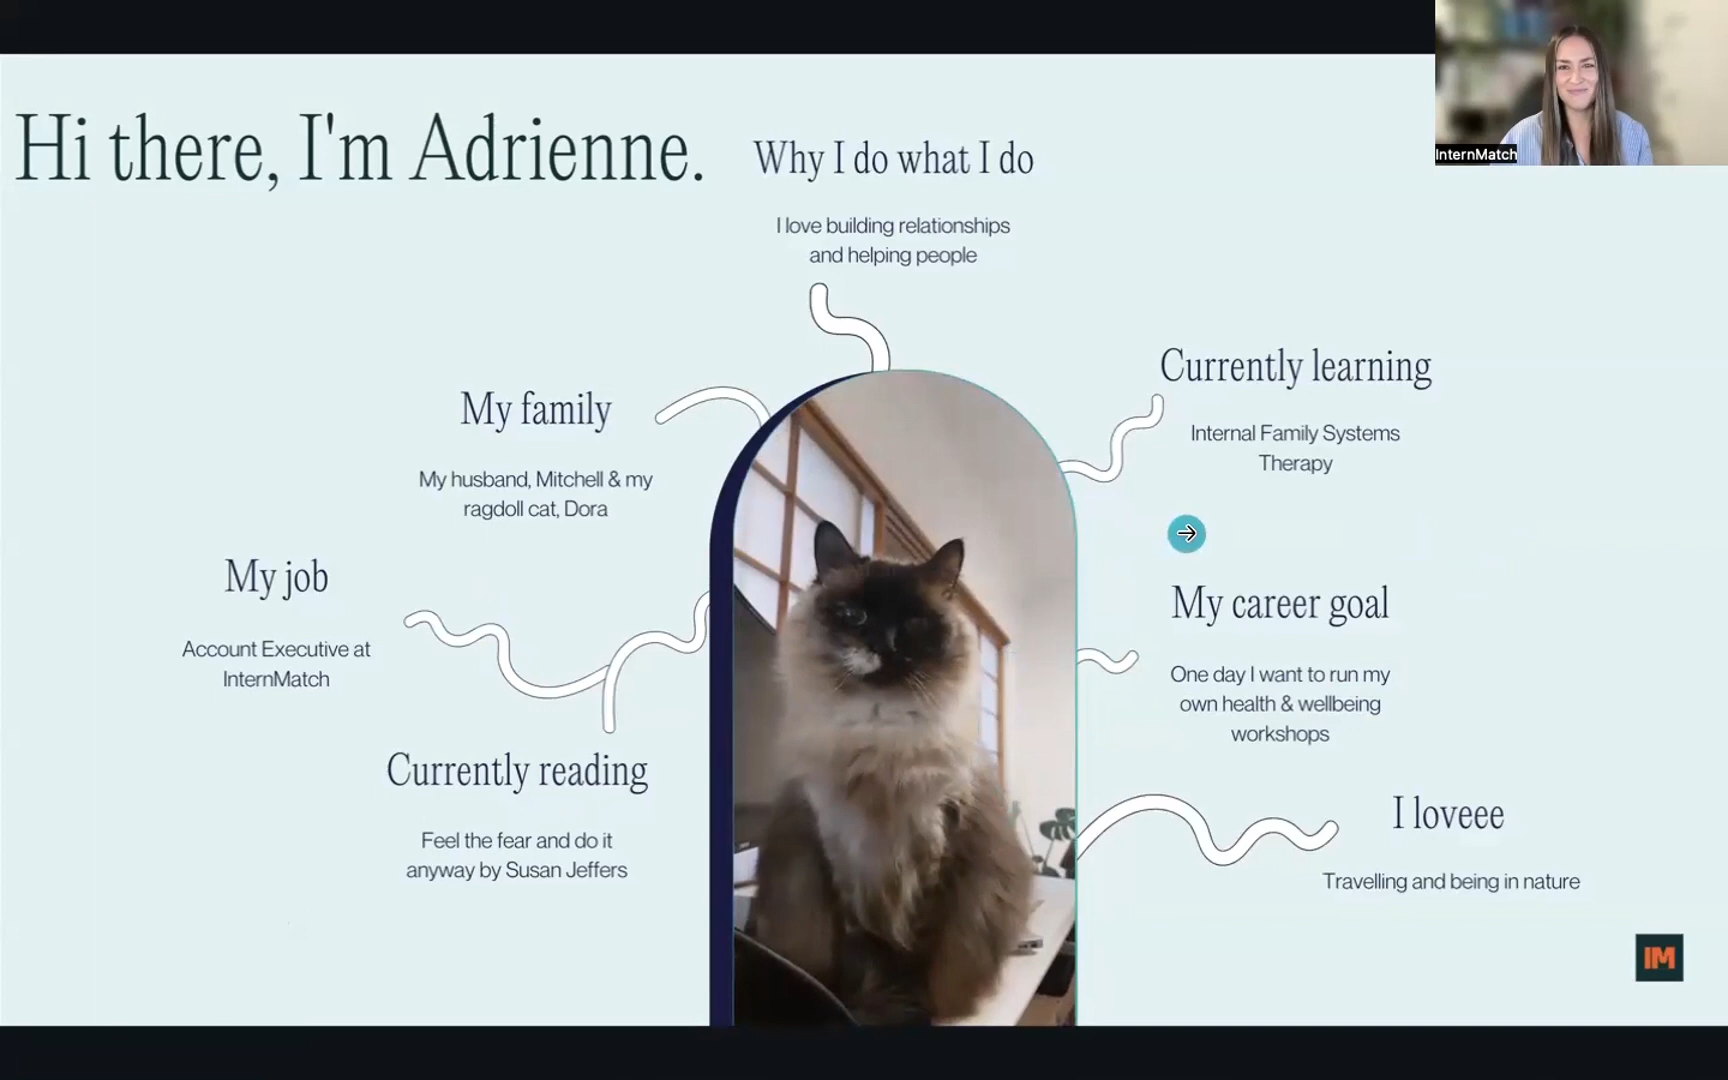 Hi there, I'm Adrienne.
Why I do what I do
I love building relationships
and helping people
InternMatch
My family
My husband, Mitchell & my
ragdoll cat, Dora
Currently learning
Internal Family Systems
Therapy
My job
Account Executive at
InternMatch
My career goal
One day I want to run my
own health & wellbeing
workshops
Currently reading
Feel the fear and do it
anyway by Susan Jeffers
I loveee
Travelling and being in nature
IM